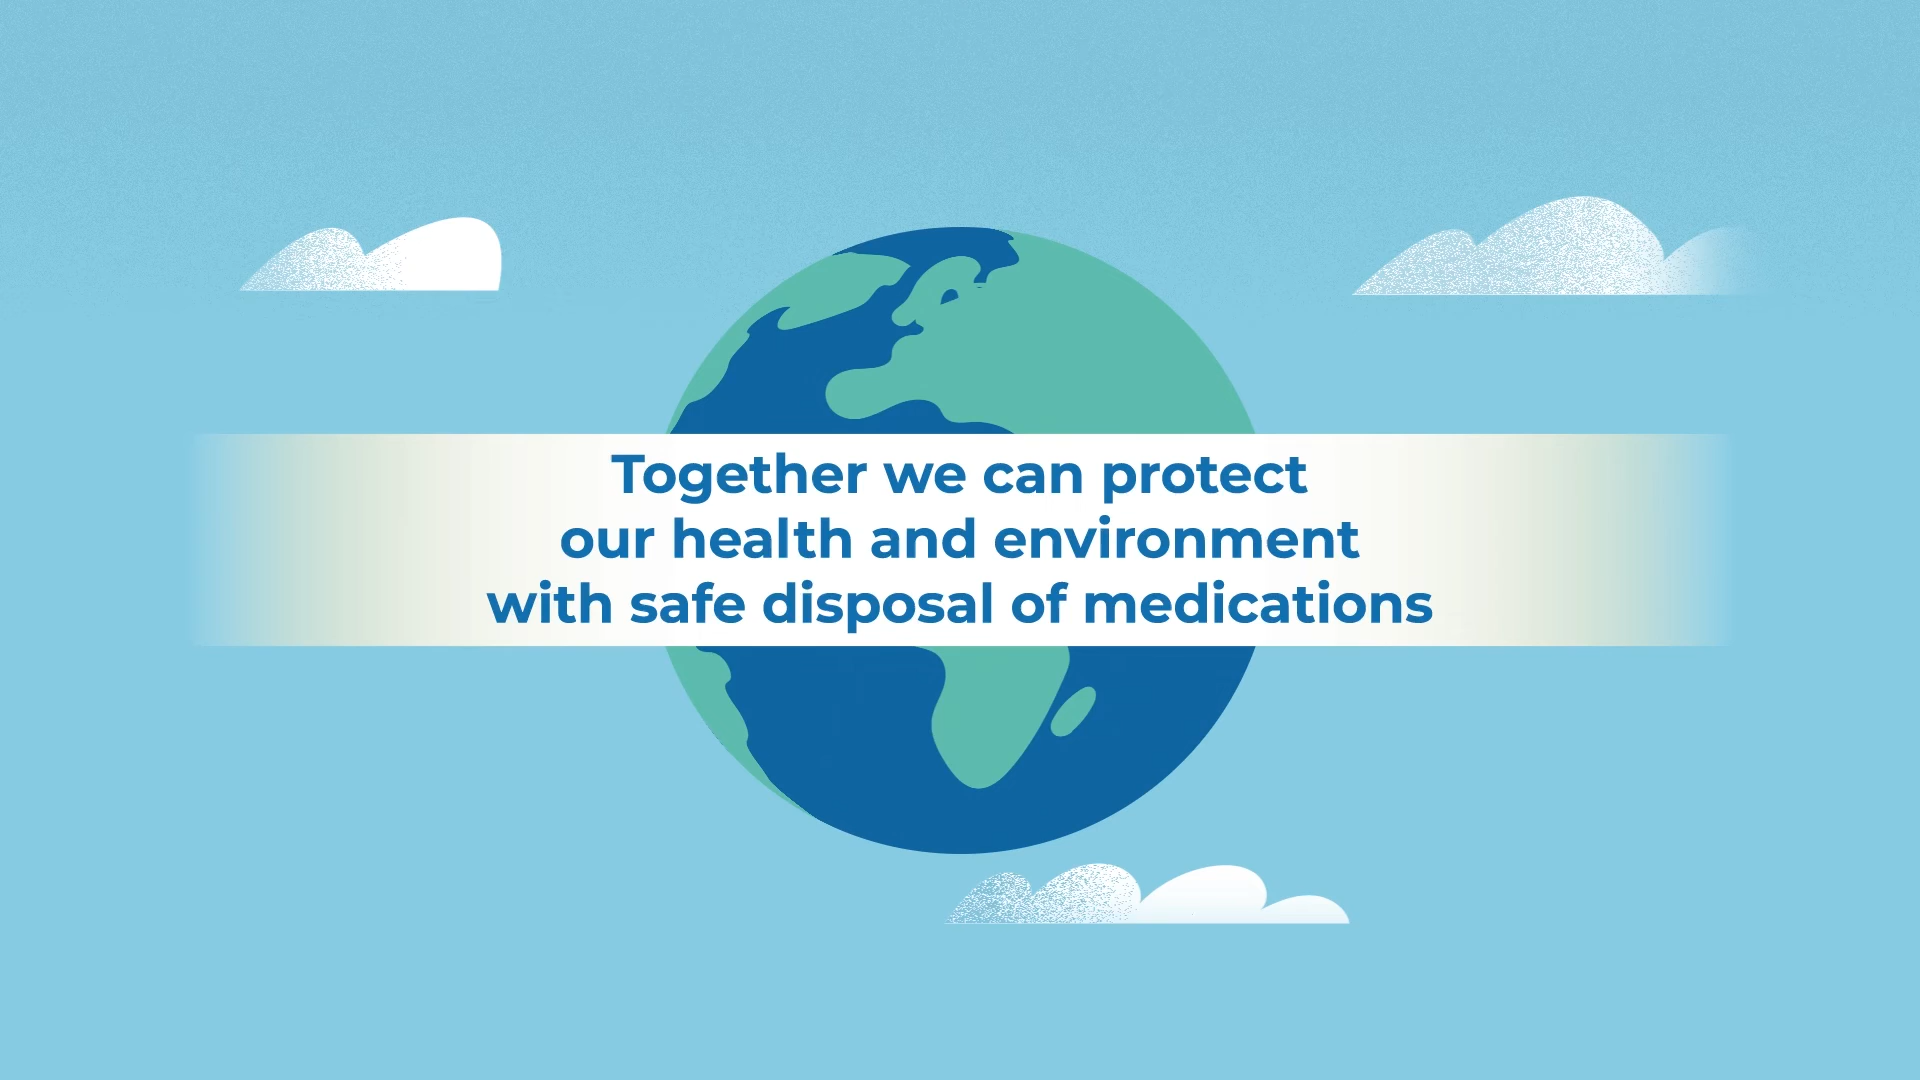 Together we can protect
our health and environment
with safe disposal of medications